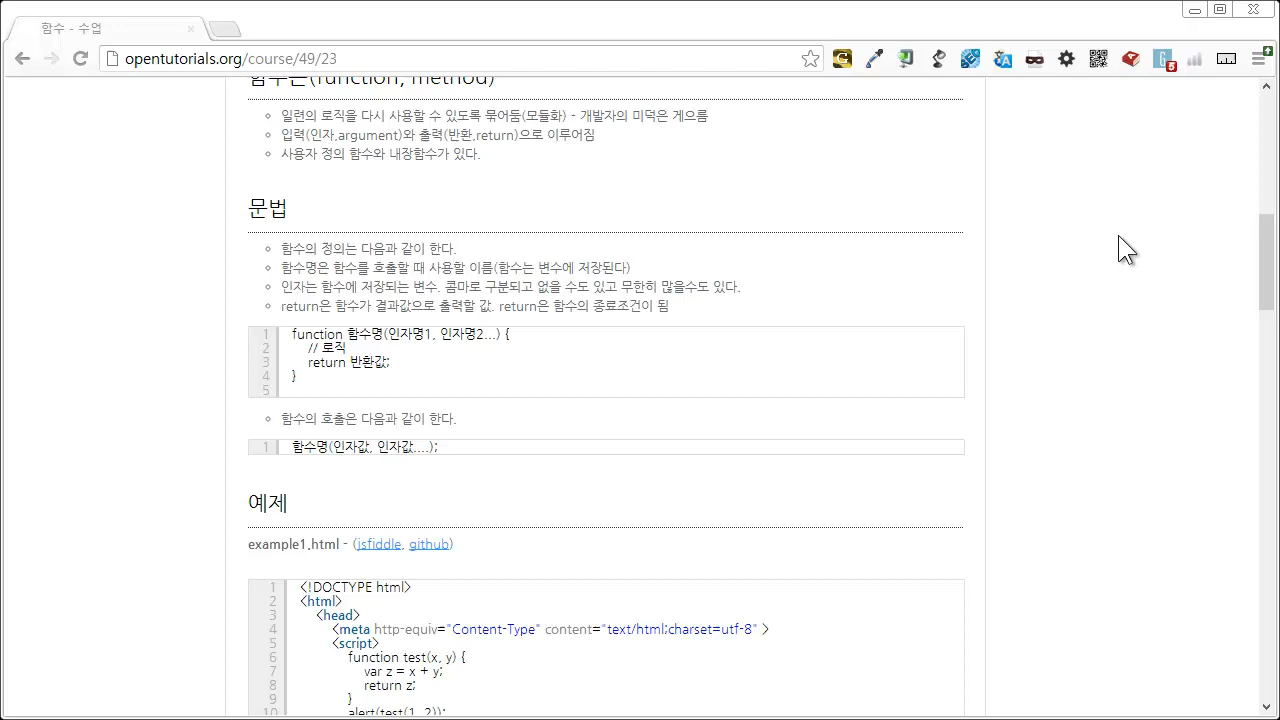 함수 - 수업
opentutorials.org/course/49/23
5
함수는(function, method)
일련의 로직을 다시 사용할 수 있도록 묶어둠(모듈화) - 개발자의 미덕은 게으름
입력(인자,argument)와 출력(반환,return)으로 이루어짐
사용자 정의 함수와 내장함수가 있다.
문법
함수의 정의는 다음과 같이 한다.
함수명은 함수를 호출할 때 사용할 이름(함수는 변수에 저장된다)
인자는 함수에 저장되는 변수. 콤마로 구분되고 없을 수도 있고 무한히 많을수도 있다.
return은 함수가 결과값으로 출력할 값. return은 함수의 종료조건이 됨
1 function 함수명(인자명1, 인자명2...) {
2 // 로직
3 return 반환값;
4 }
5
함수의 호출은 다음과 같이 한다.
1 함수명(인자값, 인자값....);
예제
example1.html - (jsfiddle, github)
1 <!DOCTYPE html>
2 <html>
3 <head>
4 <meta http-equiv="Content-Type" content="text/html;charset=utf-8" >
5 <script>
6 function test(x, y) {
7 var z = x + y;
8 return z;
9 }
10 alert(test(1, 2));